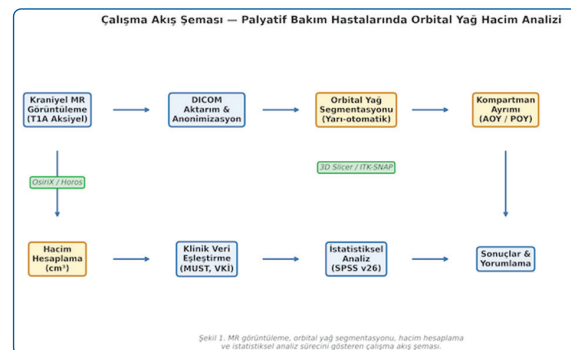 Çalışma Akış Şeması — Palyatif Bakım Hastalarında Orbital Yağ Hacim Analizi
Kraniyel MR
Görüntüleme
(T1A Aksiyel)
DICOM
Aktarım &
Anonimizasyon
Orbital Yağ
Segmentasyonu
(Yarı-otomatik)
Kompartman
Ayrımı
(AOY / POY)
OsiriX / Horos
3D Slicer / ITK-SNAP
Hacim
Hesaplama
(cm³)
Klinik Veri
Eşleştirme
(MUST, VKİ)
İstatistiksel
Analiz
(SPSS v26)
Sonuçlar &
Yorumlama
Şekil 1. MR görüntüleme, orbital yağ segmentasyonu, hacim hesaplama
ve istatistiksel analiz sürecini gösteren çalışma akış şeması.